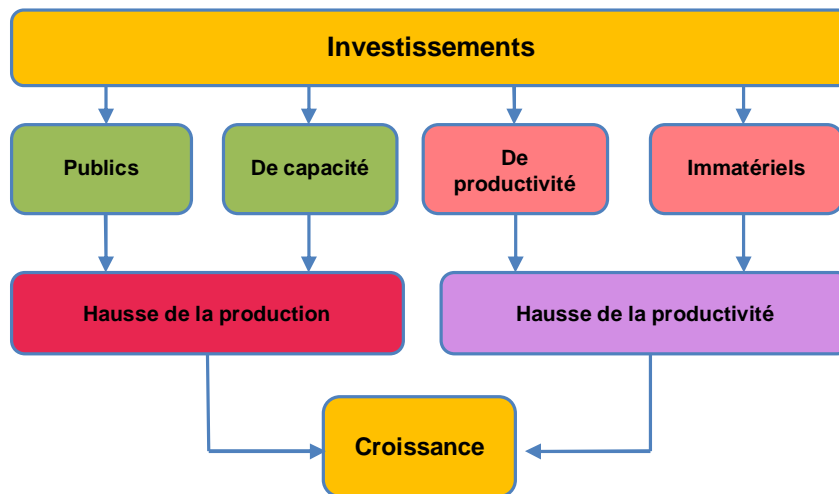 Investissements
Publics
De capacité
De
productivité
Immatériels
Hausse de la production
Hausse de la productivité
Croissance